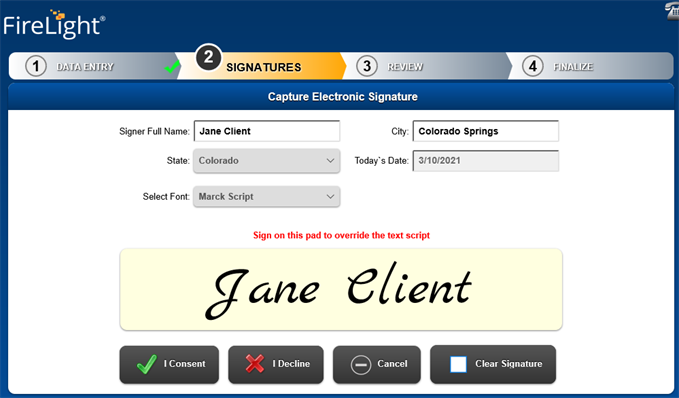 FireLight®
1 DATA ENTRY 2 SIGNATURES 3 REVIEW 4 FINALIZE
Capture Electronic Signature
Signer Full Name: Jane Client City: Colorado Springs
State: Colorado Today`s Date: 3/10/2021
Select Font: Marck Script
Sign on this pad to override the text script
Jane Client
I Consent I Decline Cancel Clear Signature